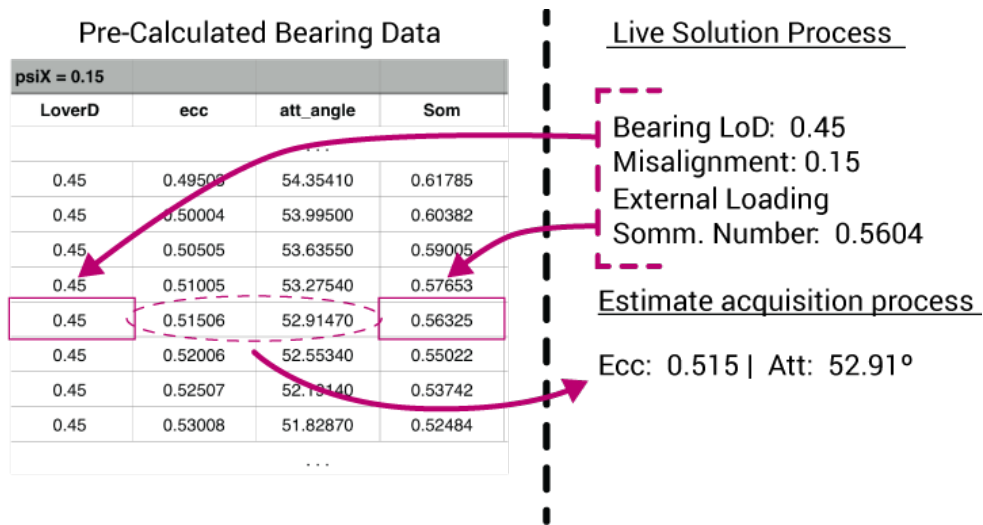 Pre-Calculated Bearing Data
psiX = 0.15
LoverD ecc att_angle Som
. . .
0.45 0.49503 54.35410 0.61785
0.45 0.50004 53.99500 0.60382
0.45 0.50505 53.63550 0.59005
0.45 0.51005 53.27540 0.57653
0.45 0.51506 52.91470 0.56325
0.45 0.52006 52.55340 0.55022
0.45 0.52507 52.19140 0.53742
0.45 0.53008 51.82870 0.52484
. . .
Live Solution Process
Bearing LoD: 0.45
Misalignment: 0.15
External Loading
Somm. Number: 0.5604
Estimate acquisition process
Ecc: 0.515 | Att: 52.91º